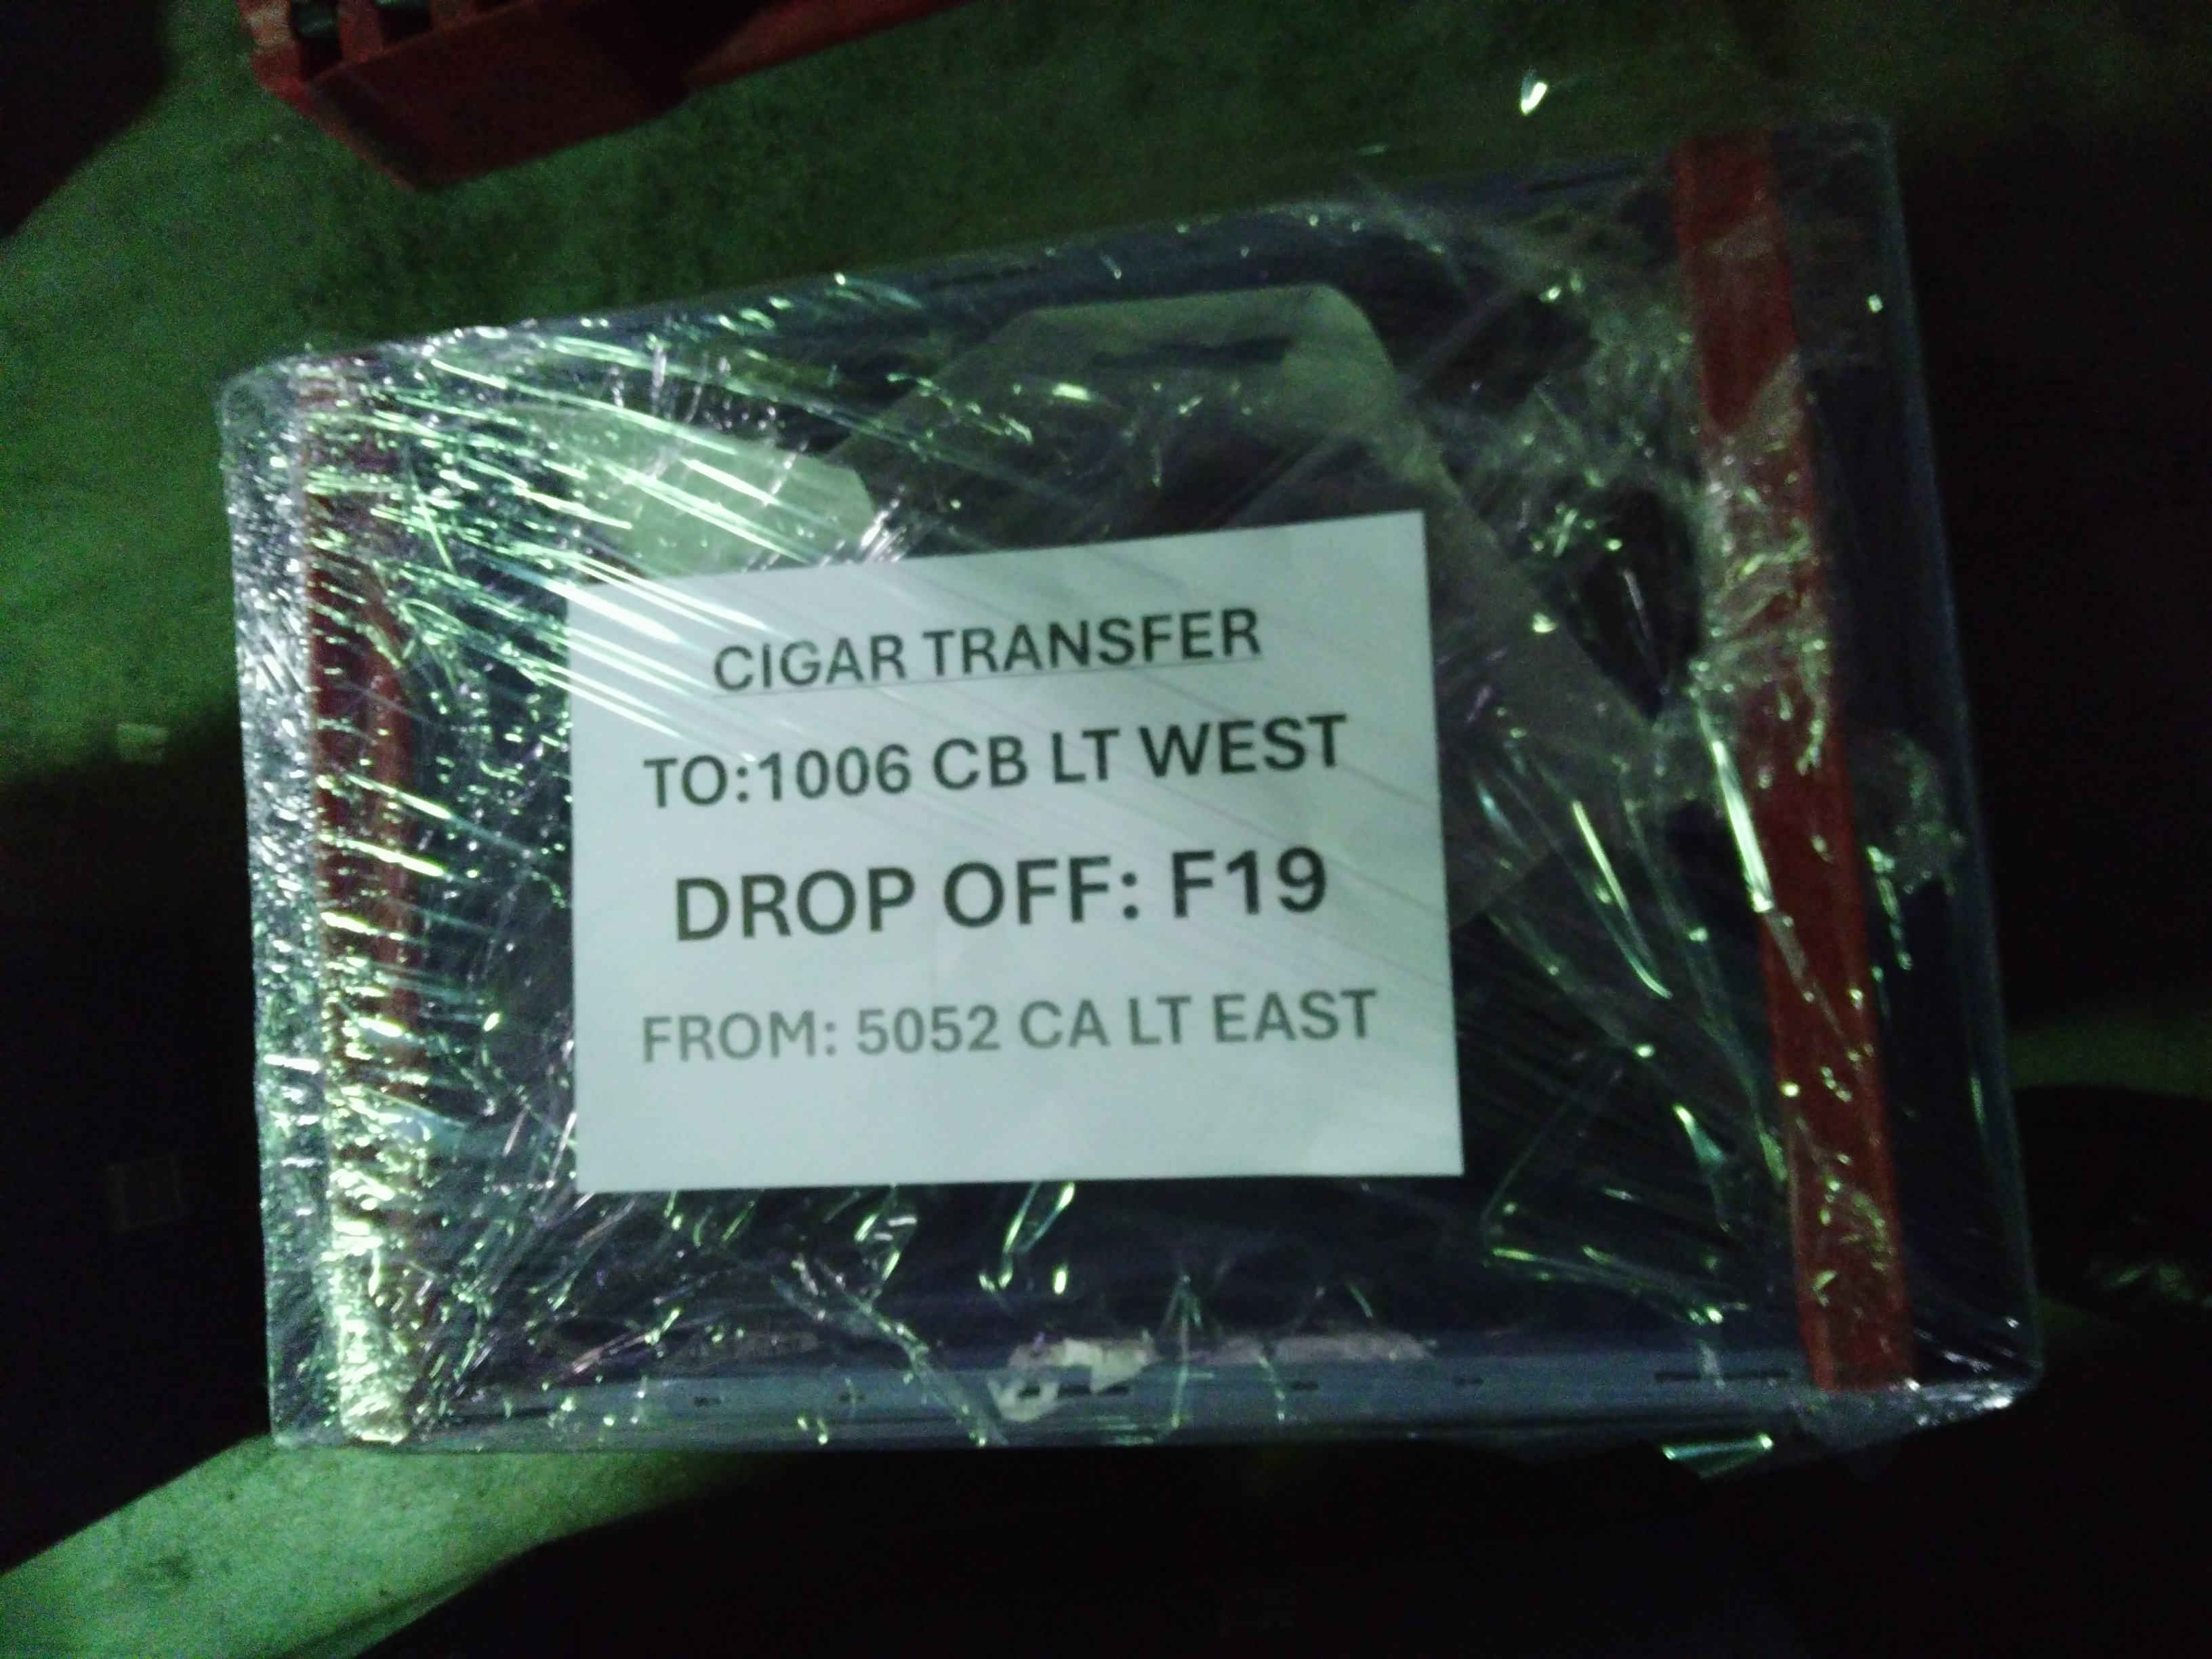 CIGAR TRANSFER
TO:1006 CB LT WEST
DROP OFF: F19
FROM: 5052 CA LT EAST